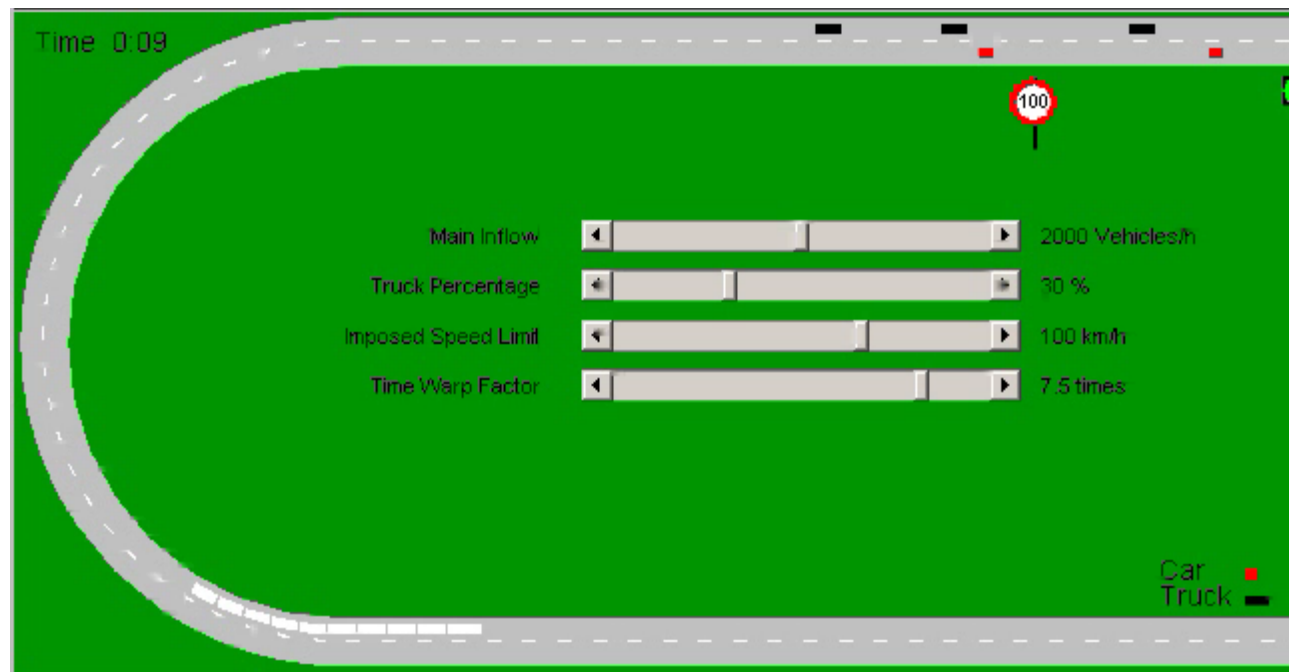 Time 0:09
100
Main Inflow 2000 Vehicles/h
Truck Percentage 30 %
Imposed Speed Limit 100 km/h
Time Warp Factor 7.5 times
Car
Truck